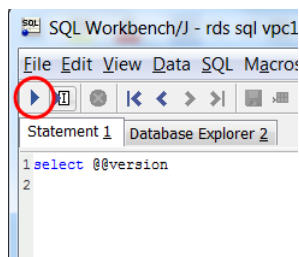 SQL Workbench/J - rds sql vpc1
File Edit View Data SQL Macros
Statement 1 Database Explorer 2
1 select @@version
2